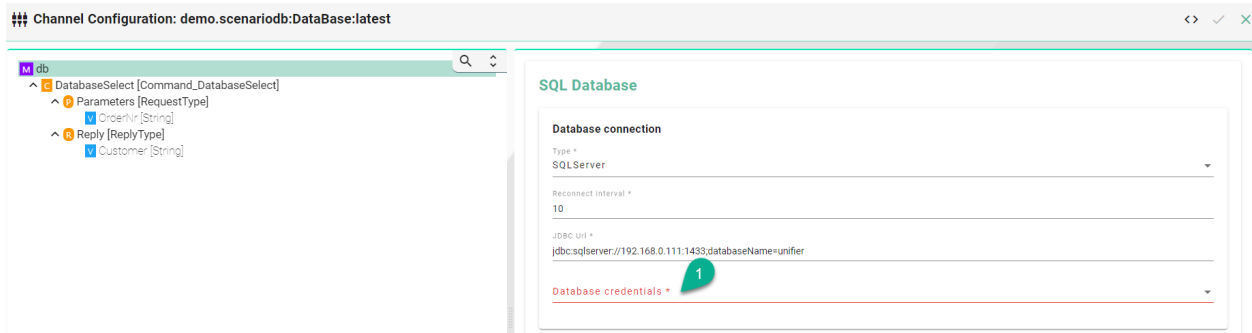 Channel Configuration: demo.scenariodb:DataBase:latest
M db
C DatabaseSelect [Command_DatabaseSelect]
P Parameters [RequestType]
V OrderNr [String]
R Reply [ReplyType]
V Customer [String]
SQL Database
Database connection
Type *
SQLServer
Reconnect Interval *
10
JDBC Url *
jdbc:sqlserver://192.168.0.111:1433;databaseName=unifier
1
Database credentials *